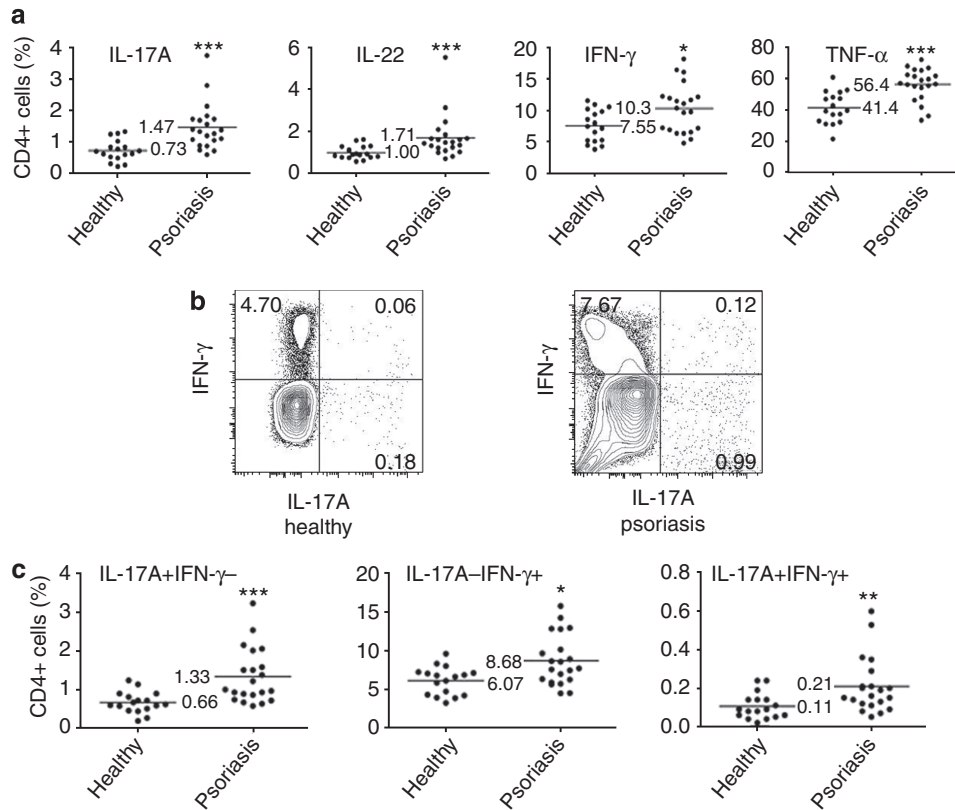 a
CD4+ cells (%)
IL-17A
***
4
3
2
1
0
1.47
0.73
Healthy
Psoriasis
IL-22
***
6
4
2
0
1.71
1.00
Healthy
Psoriasis
IFN-γ
*
20
15
10
5
0
10.3
7.55
Healthy
Psoriasis
TNF-α
***
80
60
40
20
0
56.4
41.4
Healthy
Psoriasis
b
IFN-γ
4.70
0.06
0.18
IL-17A
healthy
IFN-γ
7.67
0.12
0.99
IL-17A
psoriasis
c
CD4+ cells (%)
IL-17A+IFN-γ–
***
4
3
2
1
0
1.33
0.66
Healthy
Psoriasis
IL-17A–IFN-γ+
*
20
15
10
5
0
8.68
6.07
Healthy
Psoriasis
IL-17A+IFN-γ+
**
0.8
0.6
0.4
0.2
0.0
0.21
0.11
Healthy
Psoriasis